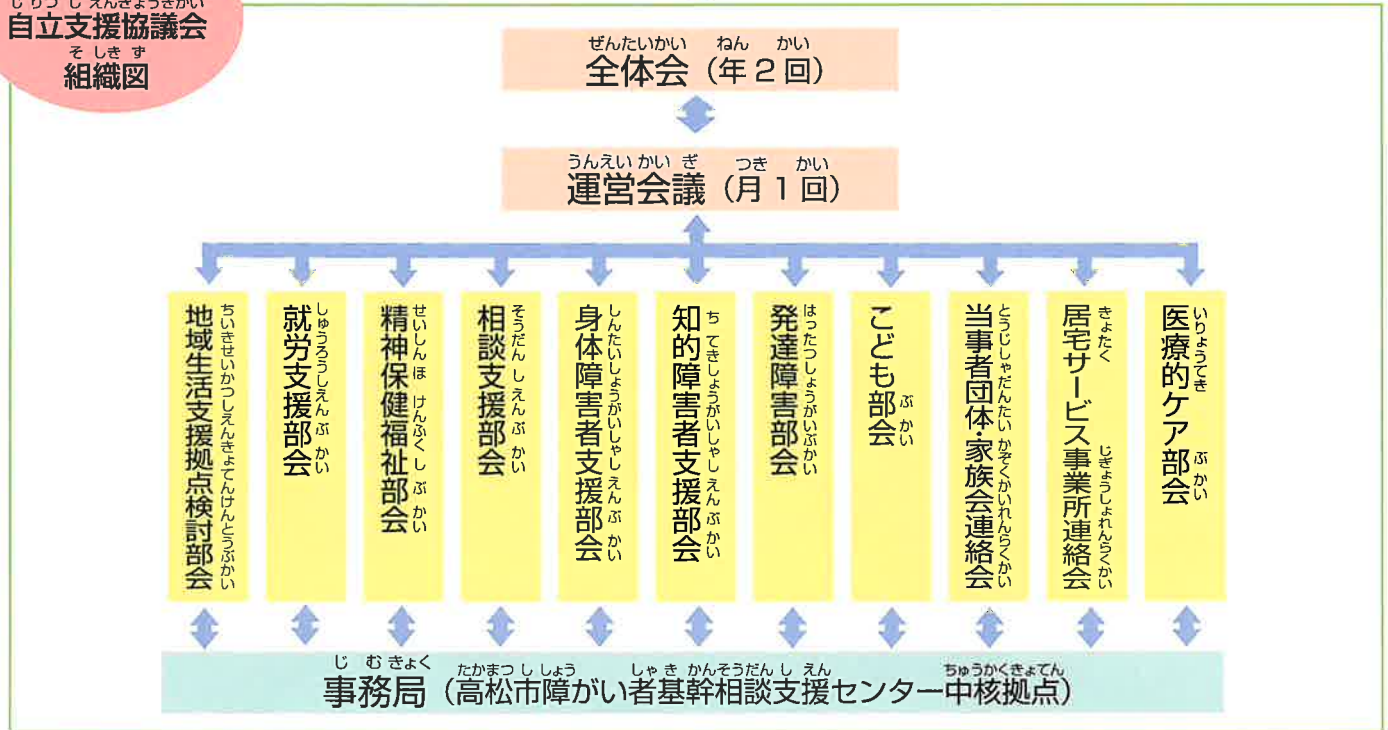 自立支援協議会
組織図
全体会（年２回）
運営会議（月１回）
地域生活支援拠点検討部会
就労支援部会
精神保健福祉部会
相談支援部会
身体障害者支援部会
知的障害者支援部会
発達障害部会
こども部会
当事者団体・家族会連絡会
居宅サービス事業所連絡会
医療的ケア部会
事務局（高松市障がい者基幹相談支援センター中核拠点）